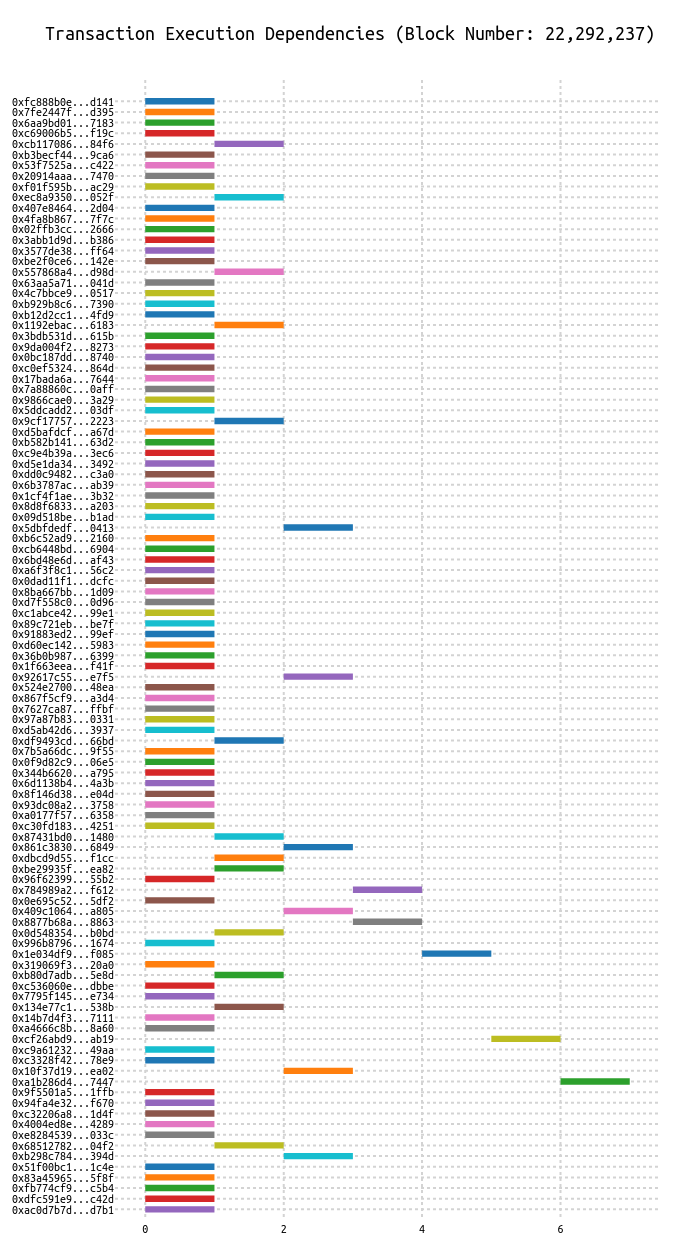 Transaction Execution Dependencies (Block Number: 22,292,237)
0xfc888b0e...d141
0x7fe2447f...d395
0x6aa9bd01...7183
0xc69006b5...f19c
0xcb117086...84f6
0xb3becf44...9ca6
0x53f7525a...c422
0x20914aaa...7470
0xf01f595b...ac29
0xec8a9350...052f
0x407e8464...2d04
0x4fa8b867...7f7c
0x02ffb3cc...2666
0x3abb1d9d...b386
0x3577de38...ff64
0xbe2f0ce6...142e
0x557868a4...d98d
0x63aa5a71...041d
0x4c7bbce9...0517
0xb929b8c6...7390
0xb12d2cc1...4fd9
0x1192ebac...6183
0x3bdb531d...615b
0x9da004f2...8273
0x0bc187dd...8740
0xc0ef5324...864d
0x17bada6a...7644
0x7a88860c...0aff
0x9866cae0...3a29
0x5ddcadd2...03df
0x9cf17757...2223
0xd5bafdcf...a67d
0xb582b141...63d2
0xc9e4b39a...3ec6
0xd5e1da34...3492
0xdd0c9482...c3a0
0x6b3787ac...ab39
0x1cf4f1ae...3b32
0x8d8f6833...a203
0x09d518be...b1ad
0x5dbfdedf...0413
0xb6c52ad9...2160
0xcb6448bd...6904
0x6bd48e6d...af43
0xa6f3f8c1...56c2
0x0dad11f1...dcfc
0x8ba667bb...1d09
0xd7f558c0...0d96
0xc1abce42...99e1
0x89c721eb...be7f
0x91883ed2...99ef
0xd60ec142...5983
0x36b0b987...6399
0x1f663eea...f41f
0x92617c55...e7f5
0x524e2700...48ea
0x867f5cf9...a3d4
0x7627ca87...ffbf
0x97a87b83...0331
0xd5ab42d6...3937
0xdf9493cd...66bd
0x7b5a66dc...9f55
0x0f9d82c9...06e5
0x344b6620...a795
0x6d1138b4...4a3b
0x8f146d38...e04d
0x93dc08a2...3758
0xa0177f57...6358
0xc30fd183...4251
0x87431bd0...1480
0x861c3830...6849
0xdbcd9d55...f1cc
0xbe29935f...ea82
0x96f62399...55b2
0x784989a2...f612
0x0e695c52...5df2
0x409c1064...a805
0x8877b68a...8863
0x0d548354...b0bd
0x996b8796...1674
0x1e034df9...f085
0x319069f3...20a0
0xb80d7adb...5e8d
0xc536060e...dbbe
0x7795f145...e734
0x134e77c1...538b
0x14b7d4f3...7111
0xa4666c8b...8a60
0xcf26abd9...ab19
0xc9a61232...49aa
0xc3328f42...78e9
0x10f37d19...ea02
0xa1b286d4...7447
0x9f5501a5...1ffb
0x94fa4e32...f670
0xc32206a8...1d4f
0x4004ed8e...4289
0xe8284539...033c
0x68512782...04f2
0xb298c784...394d
0x51f00bc1...1c4e
0x83a45965...5f8f
0xfb774cf9...c5b4
0xdfc591e9...c42d
0xac0d7b7d...d7b1
0 2 4 6